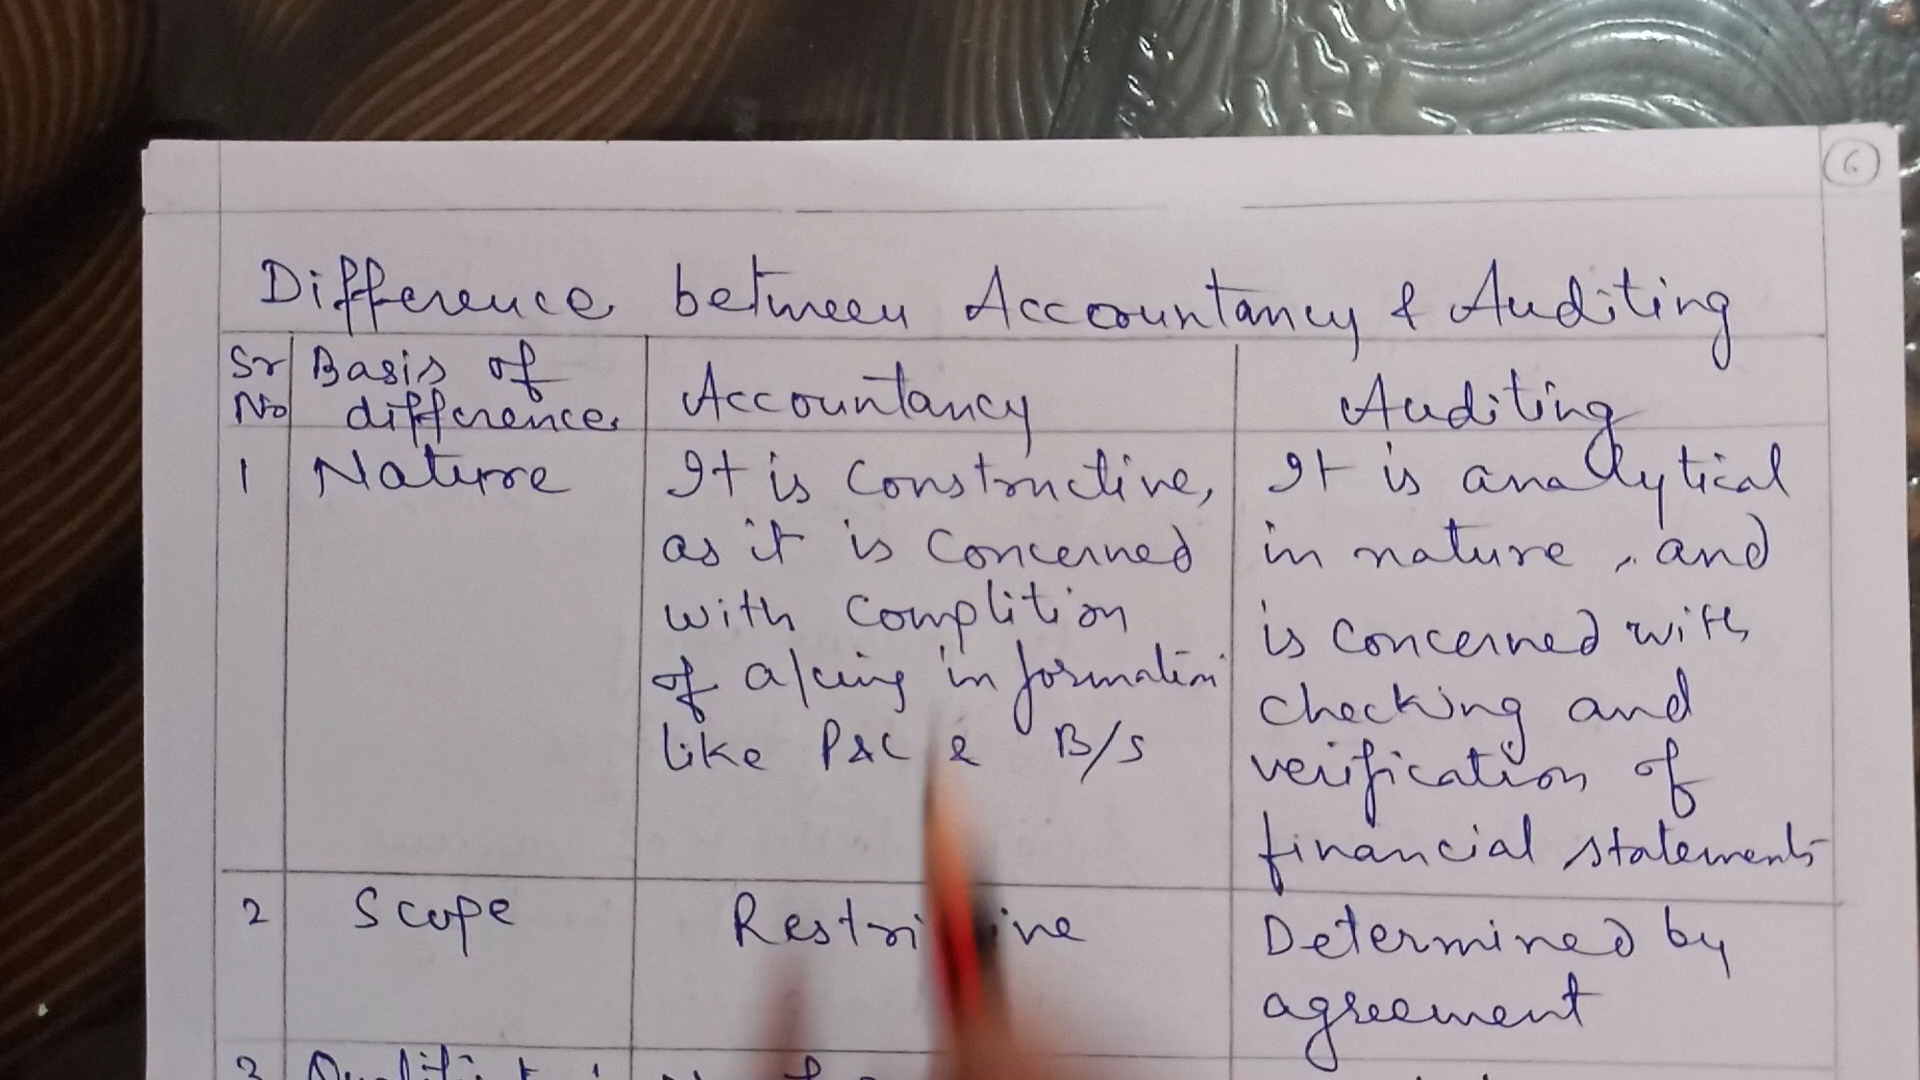 6
Difference between Accountancy & Auditing
Sr No
Basis of
difference
Accountancy
Auditing
1
Nature
It is constructive,
as it is concerned
with complition
of a/cing information
like P&L & B/S
It is analytical
in nature, and
is concerned with
checking and
verification of
financial statements
2
Scope
Determined by
agreement
3